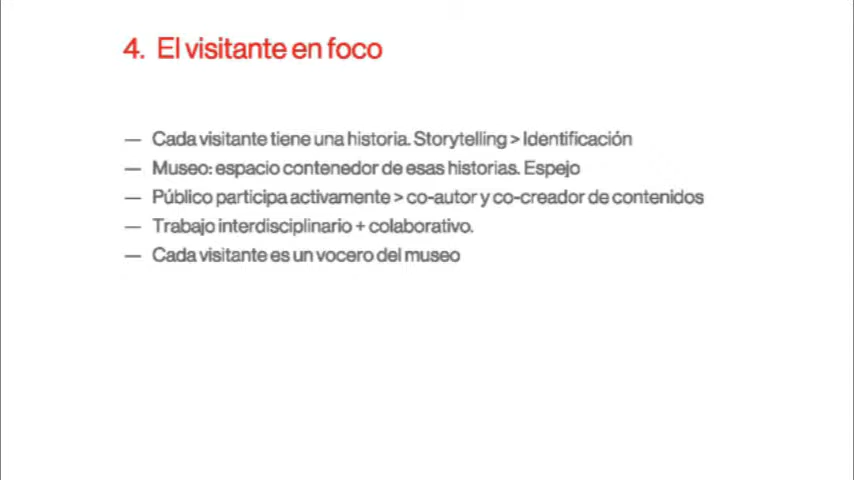 4. El visitante en foco
— Cada visitante tiene una historia. Storytelling > Identificación
— Museo: espacio contenedor de esas historias. Espejo
— Público participa activamente > co-autor y co-creador de contenidos
— Trabajo interdisciplinario + colaborativo.
— Cada visitante es un vocero del museo